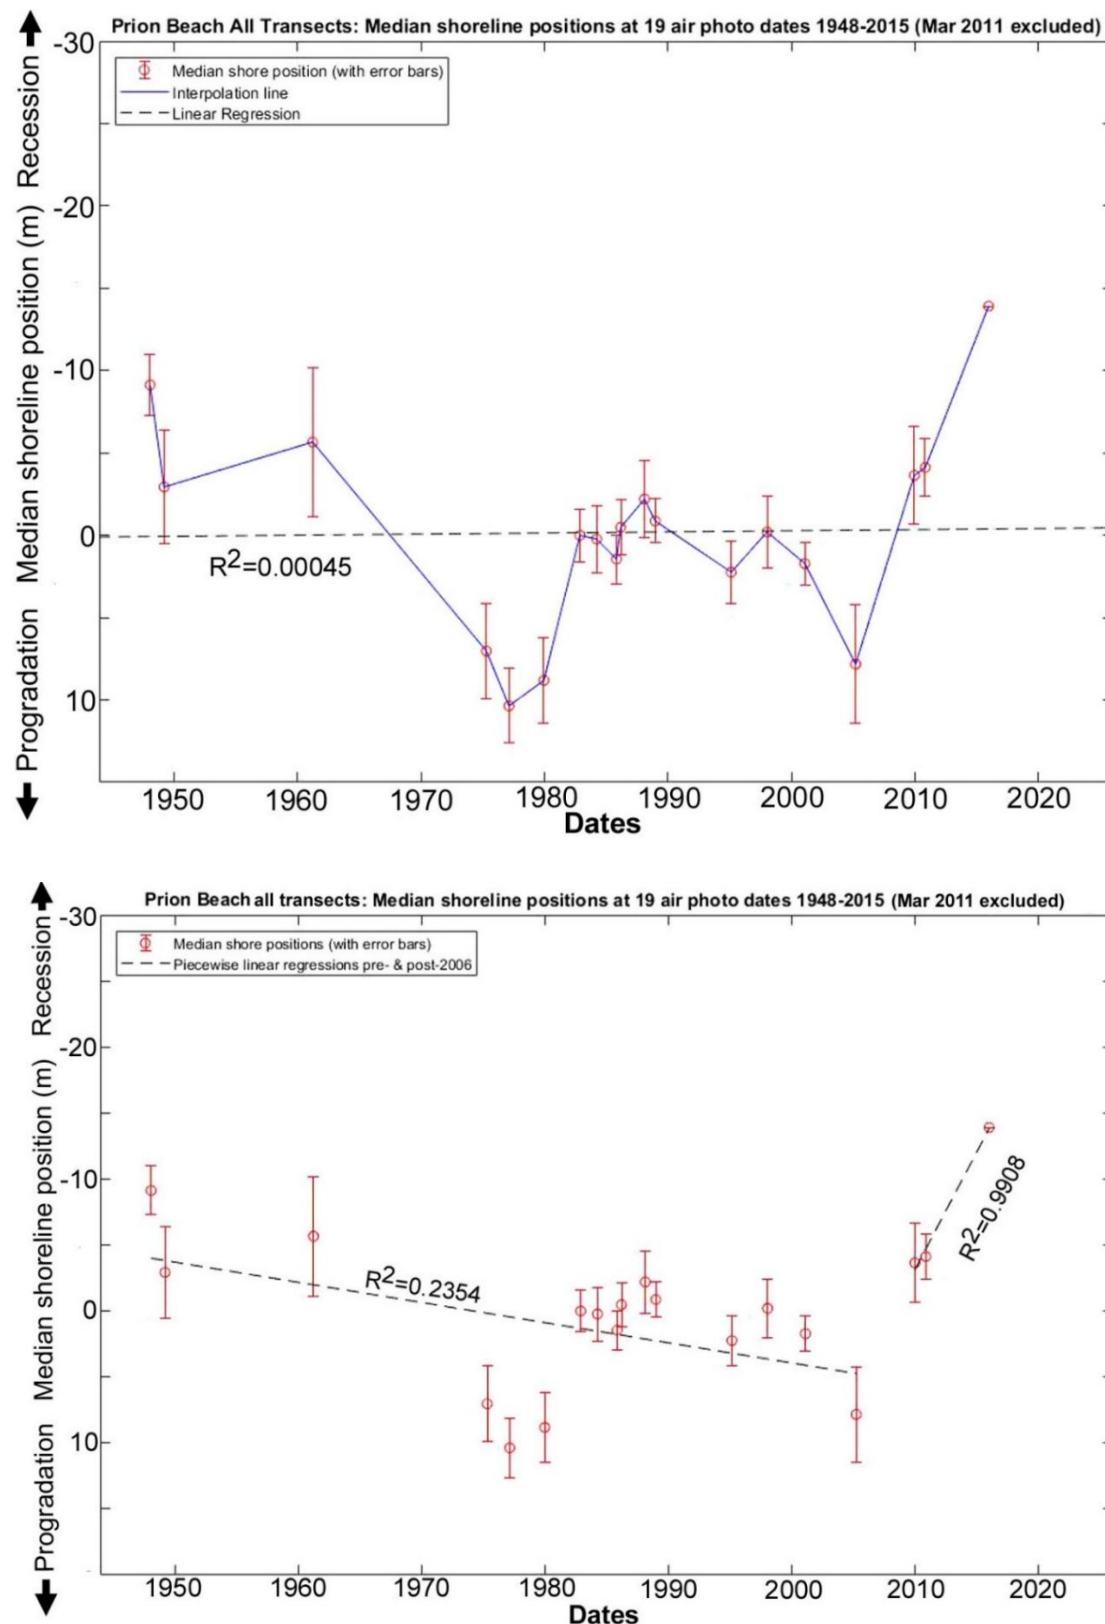 Prion Beach All Transects: Median shoreline positions at 19 air photo dates 1948-2015 (Mar 2011 excluded)
Progradation Median shoreline position (m) Recession
-30
-20
-10
0
10
Median shore position (with error bars)
Interpolation line
Linear Regression
R2=0.00045
1950 1960 1970 1980 1990 2000 2010 2020
Dates
Prion Beach all transects: Median shoreline positions at 19 air photo dates 1948-2015 (Mar 2011 excluded)
Progradation Median shoreline position (m) Recession
-30
-20
-10
0
10
Median shore positions (with error bars)
Piecewise linear regressions pre- & post-2006
R2=0.2354
R2=0.9908
1950 1960 1970 1980 1990 2000 2010 2020
Dates